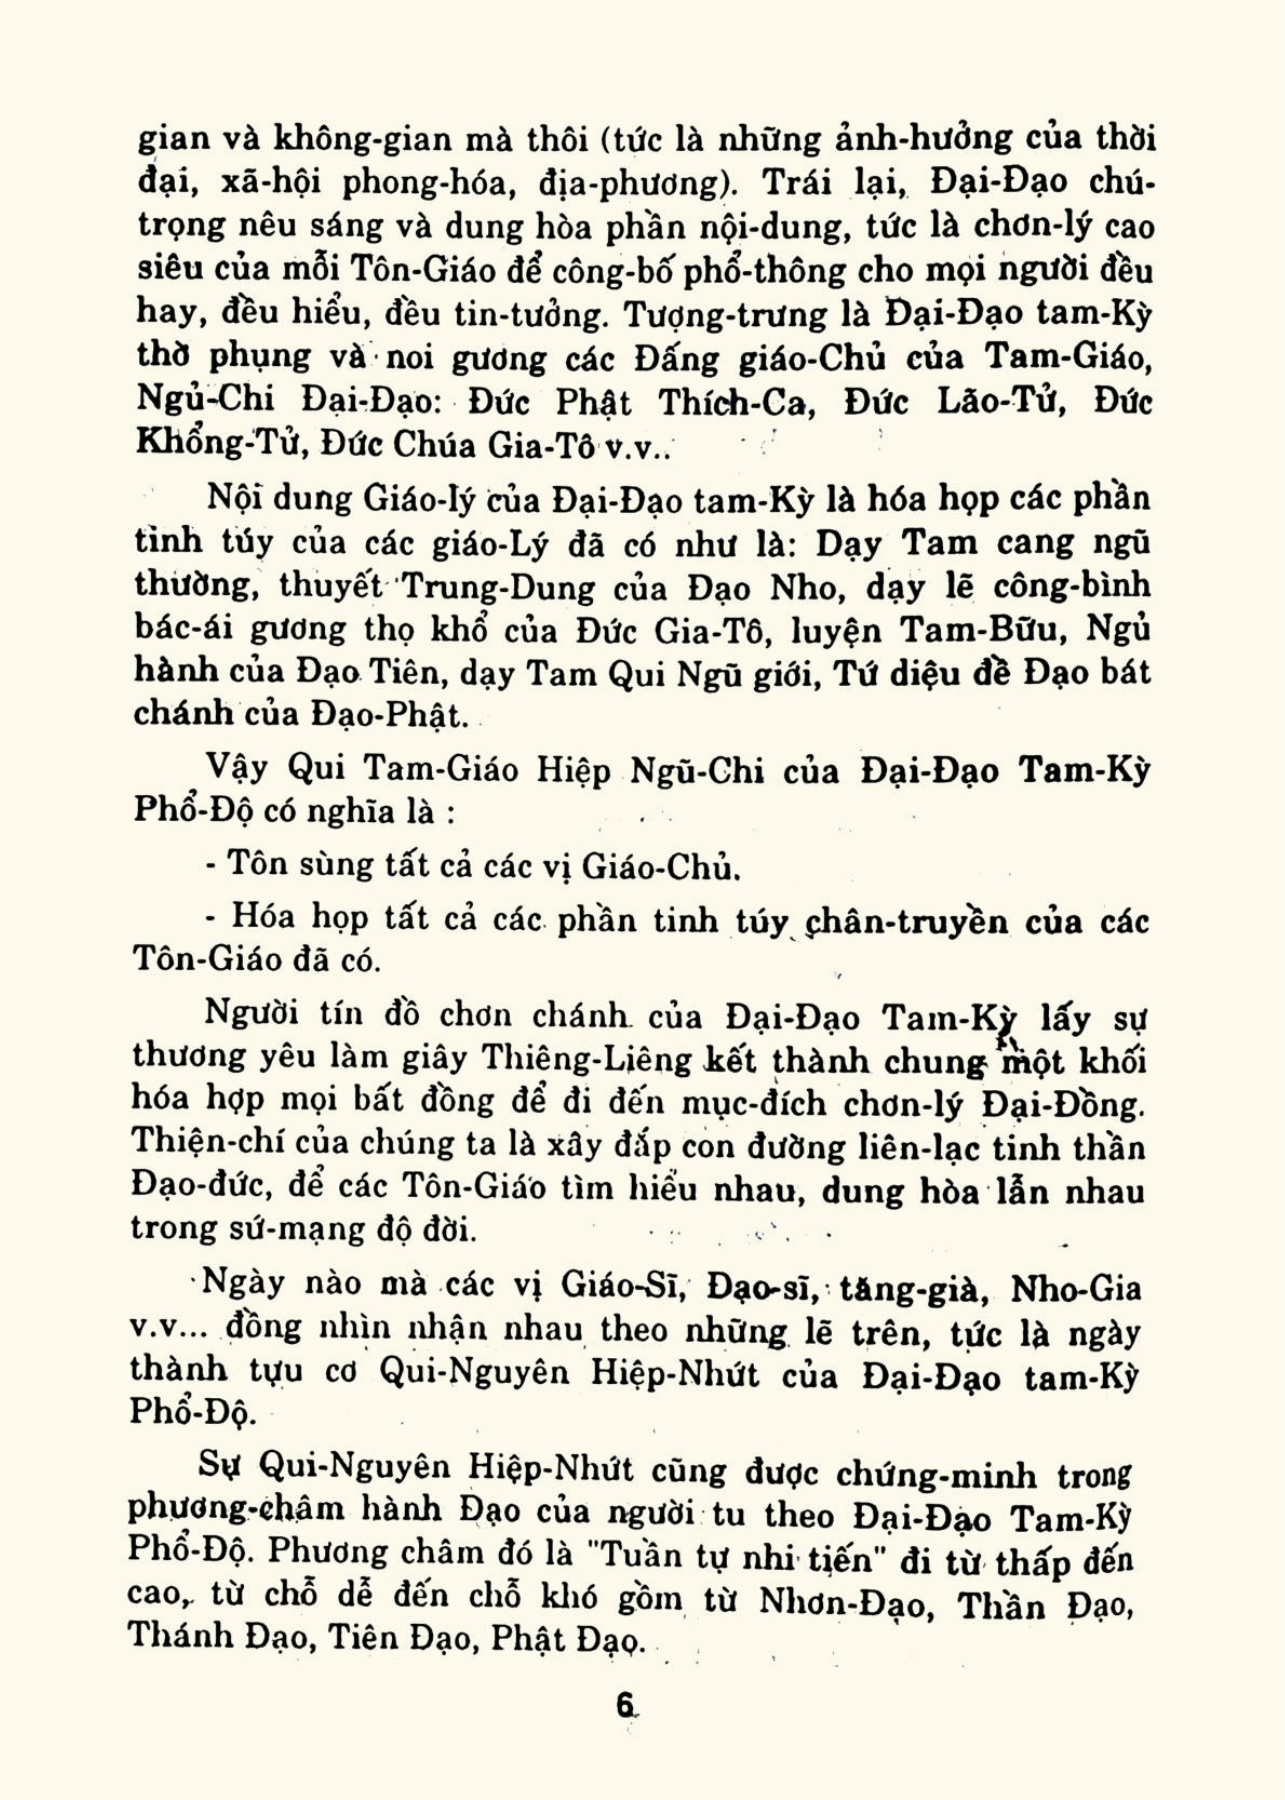 gian và không-gian mà thôi (tức là những ảnh-hưởng của thời
đại, xã-hội phong-hóa, địa-phương). Trái lại, Đại-Đạo chú-
trọng nêu sáng và dung hòa phần nội-dung, tức là chơn-lý cao
siêu của mỗi Tôn-Giáo để công-bố phổ-thông cho mọi người đều
hay, đều hiểu, đều tin-tưởng. Tượng-trưng là Đại-Đạo tam-Kỳ
thờ phụng và noi gương các Đấng giáo-Chủ của Tam-Giáo,
Ngủ-Chi Đại-Đạo: Đức Phật Thích-Ca, Đức Lão-Tử, Đức
Khổng-Tử, Đức Chúa Gia-Tô v.v..
Nội dung Giáo-lý của Đại-Đạo tam-Kỳ là hóa họp các phần
tinh túy của các giáo-Lý đã có như là: Dạy Tam cang ngũ
thường, thuyết Trung-Dung của Đạo Nho, dạy lẽ công-bình
bác-ái gương thọ khổ của Đức Gia-Tô, luyện Tam-Bữu, Ngủ
hành của Đạo Tiên, dạy Tam Qui Ngũ giới, Tứ diệu đề Đạo bát
chánh của Đạo-Phật.
Vậy Qui Tam-Giáo Hiệp Ngũ-Chi của Đại-Đạo Tam-Kỳ
Phổ-Độ có nghĩa là :
- Tôn sùng tất cả các vị Giáo-Chủ.
- Hóa họp tất cả các phần tinh túy chân-truyền của các
Tôn-Giáo đã có.
Người tín đồ chơn chánh của Đại-Đạo Tam-Kỳ lấy sự
thương yêu làm giây Thiêng-Liêng kết thành chung một khối
hóa hợp mọi bất đồng để đi đến mục-đích chơn-lý Đại-Đồng.
Thiện-chí của chúng ta là xây đắp con đường liên-lạc tinh thần
Đạo-đức, để các Tôn-Giáo tìm hiểu nhau, dung hòa lẫn nhau
trong sứ-mạng độ đời.
Ngày nào mà các vị Giáo-Sĩ, Đạo-sĩ, tăng-già, Nho-Gia
v.v... đồng nhìn nhận nhau theo những lẽ trên, tức là ngày
thành tựu cơ Qui-Nguyên Hiệp-Nhứt của Đại-Đạo tam-Kỳ
Phổ-Độ.
Sự Qui-Nguyên Hiệp-Nhứt cũng được chứng-minh trong
phương-châm hành Đạo của người tu theo Đại-Đạo Tam-Kỳ
Phổ-Độ. Phương châm đó là "Tuần tự nhi tiến" đi từ thấp đến
cao, từ chỗ dễ đến chỗ khó gồm từ Nhơn-Đạo, Thần Đạo,
Thánh Đạo, Tiên Đạo, Phật Đạo.
6